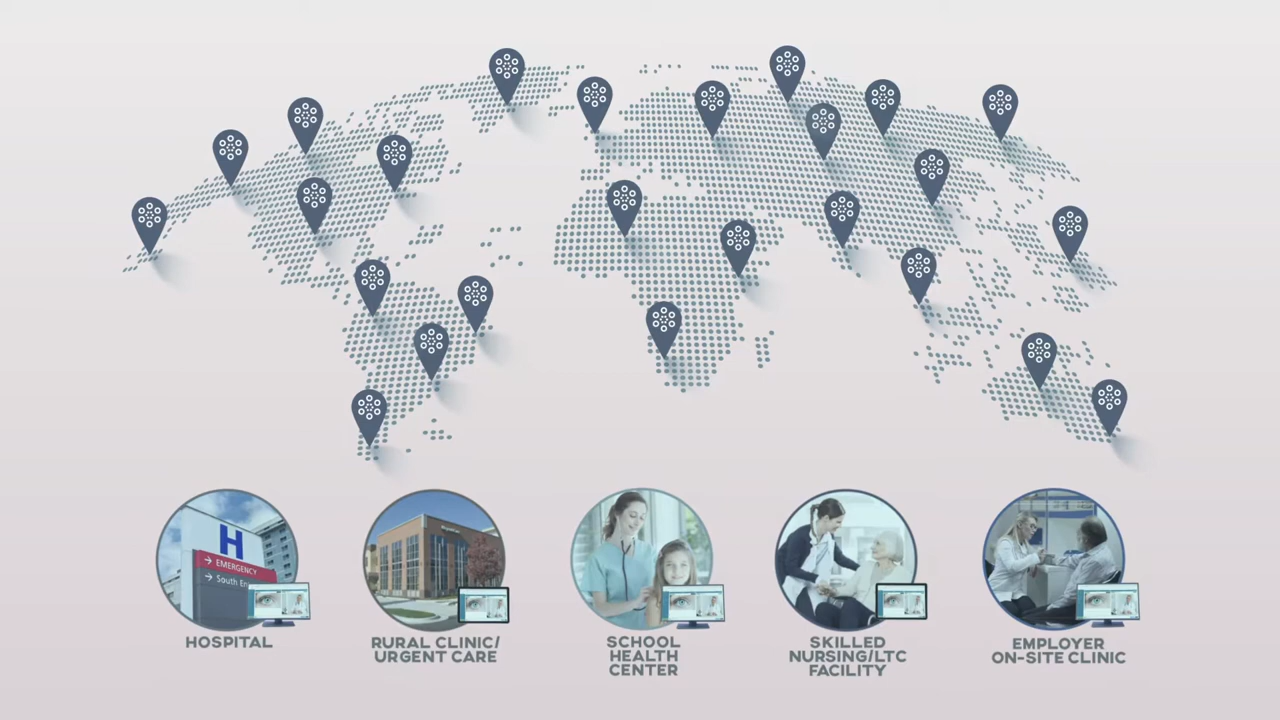 H
→ EMERGENCY
→ South En
HOSPITAL
RURAL CLINIC/
URGENT CARE
SCHOOL
HEALTH
CENTER
SKILLED
NURSING/LTC
FACILITY
EMPLOYER
ON-SITE CLINIC